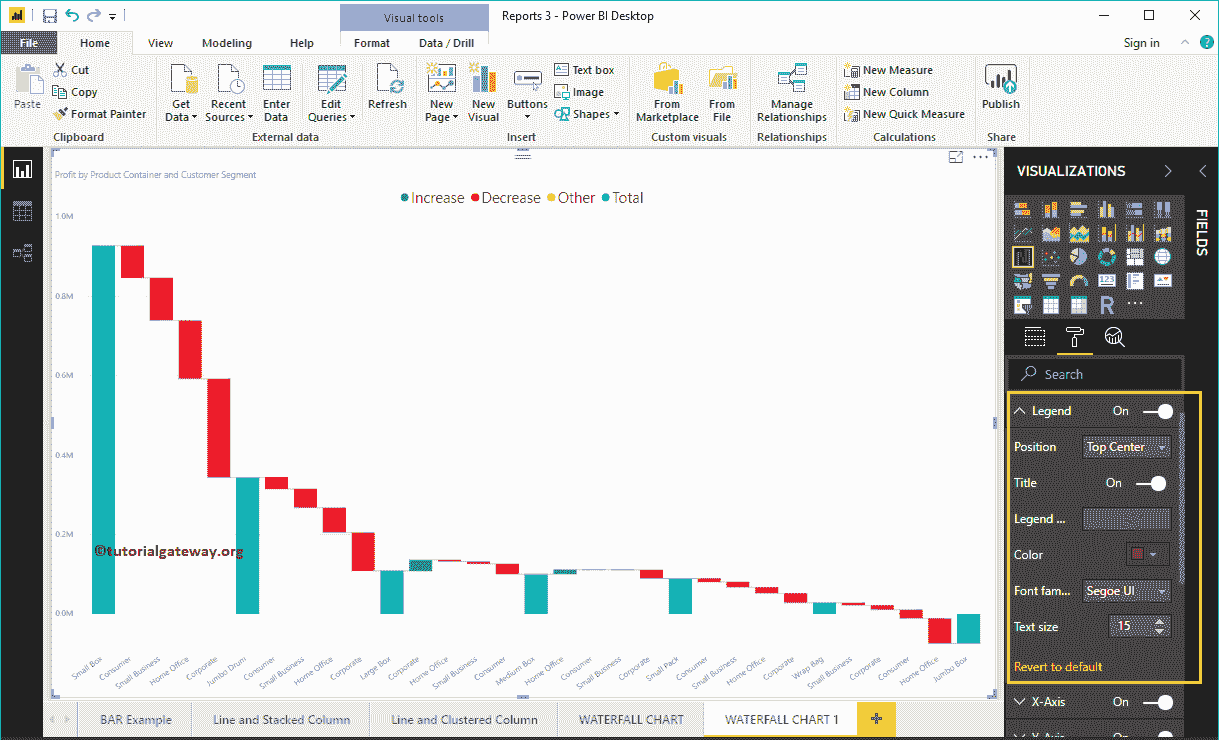 Visual tools
Reports 3 - Power BI Desktop
File
Home
View
Modeling
Help
Format
Data / Drill
Sign in
?
Paste
Cut
Copy
Format Painter
Clipboard
Get Data
Recent Sources
Enter Data
Edit Queries
External data
Refresh
New Page
New Visual
Buttons
Text box
Image
Shapes
Insert
From Marketplace
From File
Custom visuals
Manage Relationships
Relationships
New Measure
New Column
New Quick Measure
Calculations
Publish
Share
Profit by Product Container and Customer Segment
Increase Decrease Other Total
1.0M
0.8M
0.6M
0.4M
0.2M
0.0M
©tutorialgateway.org
Small Box
Consumer
Small Business
Home Office
Corporate
Jumbo Drum
Consumer
Small Business
Home Office
Corporate
Large Box
Corporate
Home Office
Small Business
Consumer
Medium Box
Home Office
Consumer
Small Business
Corporate
Small Pack
Consumer
Small Business
Home Office
Corporate
Wrap Bag
Small Business
Corporate
Consumer
Home Office
Jumbo Box
VISUALIZATIONS
FIELDS
123
R
Search
Legend On
Position Top Center
Title On
Legend ...
Color
Font fam... Segoe UI
Text size 15
Revert to default
X-Axis On
Y-Axis On
BAR Example
Line and Stacked Column
Line and Clustered Column
WATERFALL CHART
WATERFALL CHART 1
+